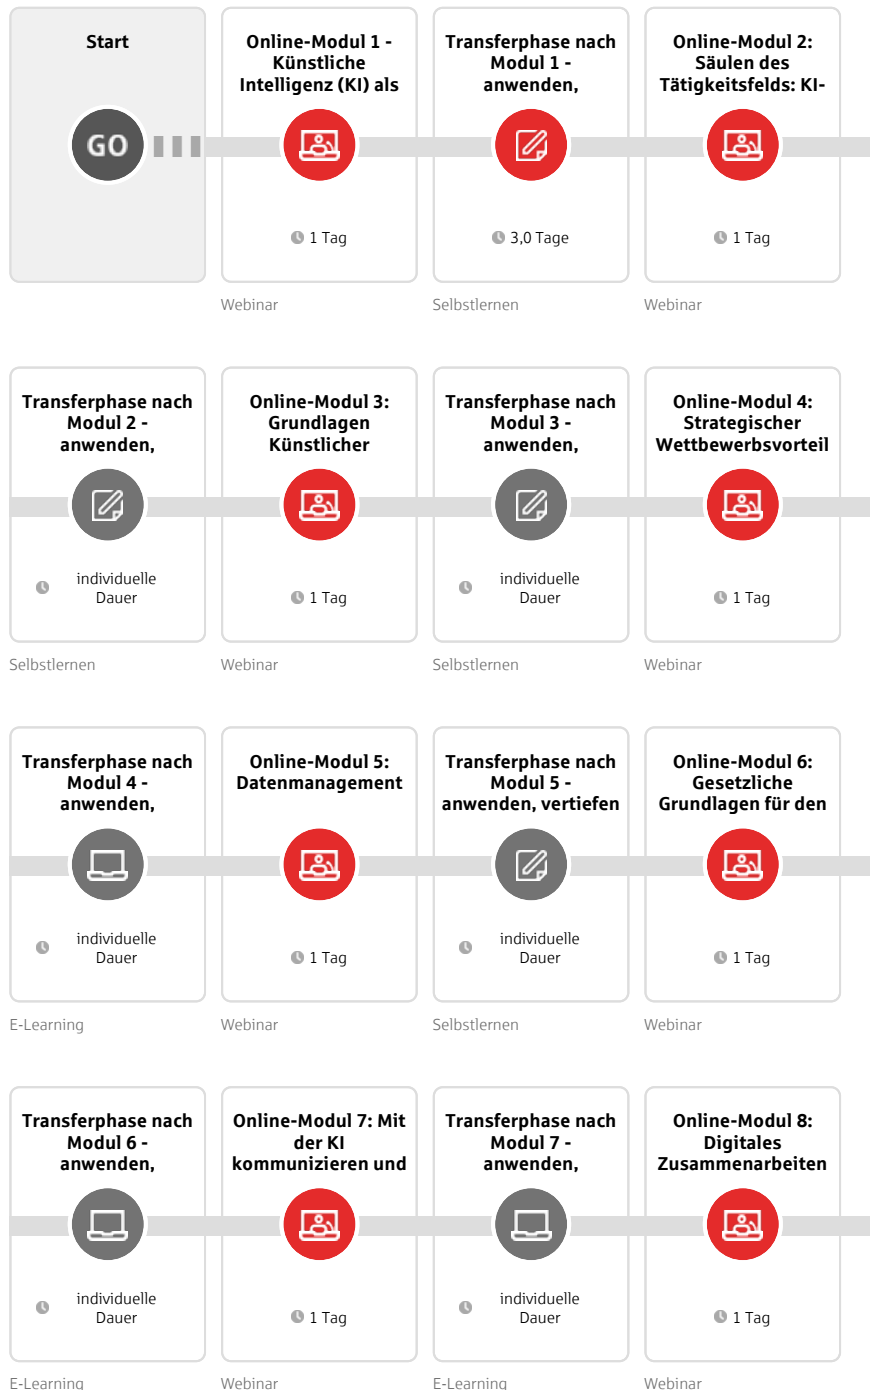 Start
Online-Modul 1 -
Künstliche
Intelligenz (KI) als
Transferphase nach
Modul 1 -
anwenden,
Online-Modul 2:
Säulen des
Tätigkeitsfelds: KI-
GO
1 Tag
3,0 Tage
1 Tag
Webinar
Selbstlernen
Webinar
Transferphase nach
Modul 2 -
anwenden,
Online-Modul 3:
Grundlagen
Künstlicher
Transferphase nach
Modul 3 -
anwenden,
Online-Modul 4:
Strategischer
Wettbewerbsvorteil
individuelle
Dauer
1 Tag
individuelle
Dauer
1 Tag
Selbstlernen
Webinar
Selbstlernen
Webinar
Transferphase nach
Modul 4 -
anwenden,
Online-Modul 5:
Datenmanagement
Transferphase nach
Modul 5 -
anwenden, vertiefen
Online-Modul 6:
Gesetzliche
Grundlagen für den
individuelle
Dauer
1 Tag
individuelle
Dauer
1 Tag
E-Learning
Webinar
Selbstlernen
Webinar
Transferphase nach
Modul 6 -
anwenden,
Online-Modul 7: Mit
der KI
kommunizieren und
Transferphase nach
Modul 7 -
anwenden,
Online-Modul 8:
Digitales
Zusammenarbeiten
individuelle
Dauer
1 Tag
individuelle
Dauer
1 Tag
E-Learning
Webinar
E-Learning
Webinar